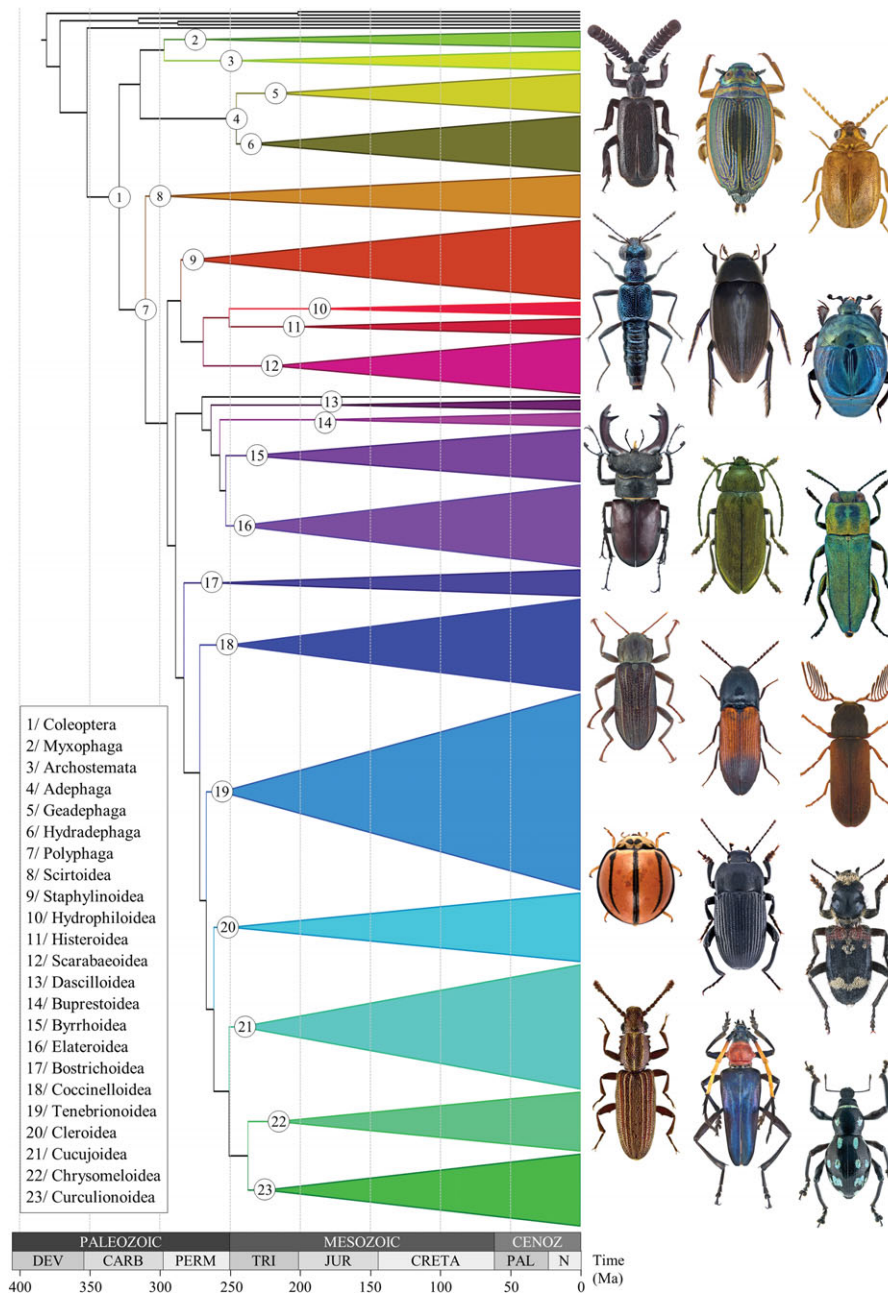 2
3
5
4
6
1
8
9
7
10
11
12
13
14
15
16
17
18
19
20
21
22
23
1/ Coleoptera
2/ Myxophaga
3/ Archostemata
4/ Adephaga
5/ Geadephaga
6/ Hydradephaga
7/ Polyphaga
8/ Scirtoidea
9/ Staphylinoidea
10/ Hydrophiloidea
11/ Histeroidea
12/ Scarabaeoidea
13/ Dascilloidea
14/ Buprestoidea
15/ Byrrhoidea
16/ Elateroidea
17/ Bostrichoidea
18/ Coccinelloidea
19/ Tenebrionoidea
20/ Cleroidea
21/ Cucujoidea
22/ Chrysomeloidea
23/ Curculionoidea
PALEOZOIC MESOZOIC CENOZ
DEV CARB PERM TRI JUR CRETA PAL N Time
400 350 300 250 200 150 100 50 0 (Ma)